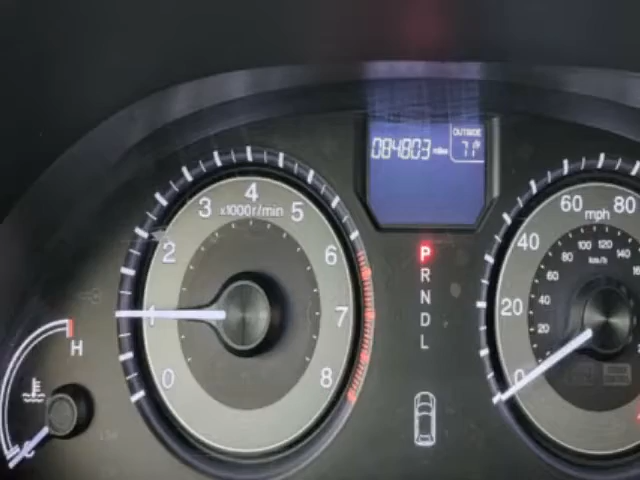 OUTSIDE
084803 miles 71°
4
3 x1000r/min 5
2 6
1 7
0 8
H
C
P
R
N
D
L
60 mph 80
40
20
0
100 120 140
80 km/h
60
40
20